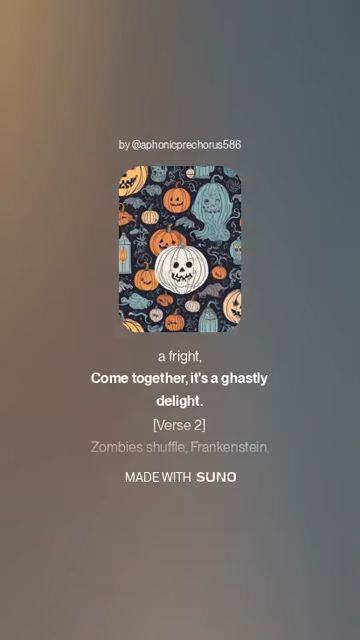 by @aphonicprechorus586
a fright,
Come together, it's a ghastly
delight.
[Verse 2]
Zombies shuffle, Frankenstein,
MADE WITH SUNO